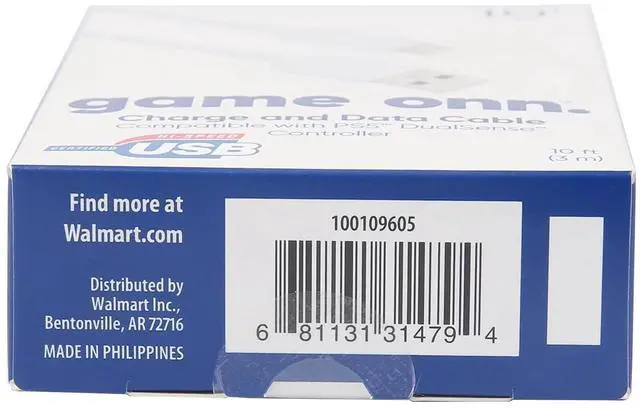 game onn.™
Charge and Data Cable
Compatible with PS5™ DualSense™
Controller
HI-SPEED
CERTIFIED USB
10 ft
(3 m)
Find more at
Walmart.com
Distributed by
Walmart Inc.,
Bentonville, AR 72716
MADE IN PHILIPPINES
100109605
6 81131 31479 4